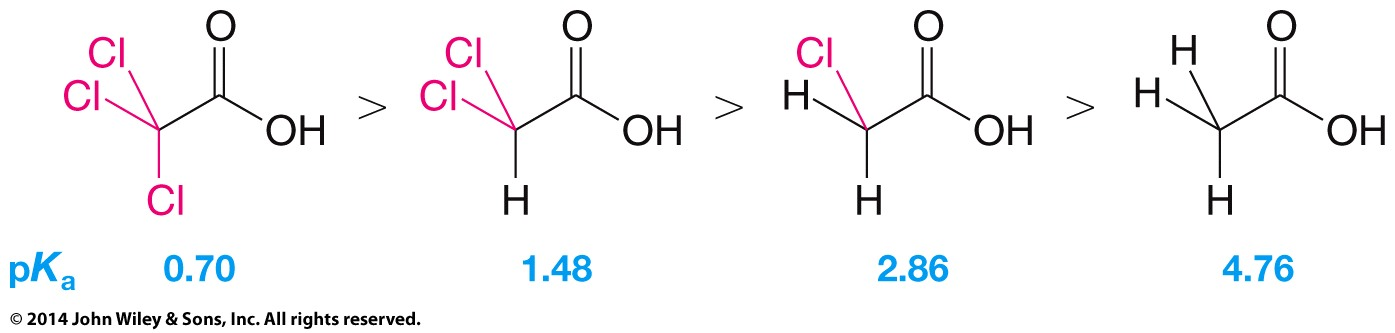 O O O O
Cl Cl Cl H
Cl Cl H H
OH > OH > OH > OH
Cl H H H
pKa 0.70 1.48 2.86 4.76
© 2014 John Wiley & Sons, Inc. All rights reserved.